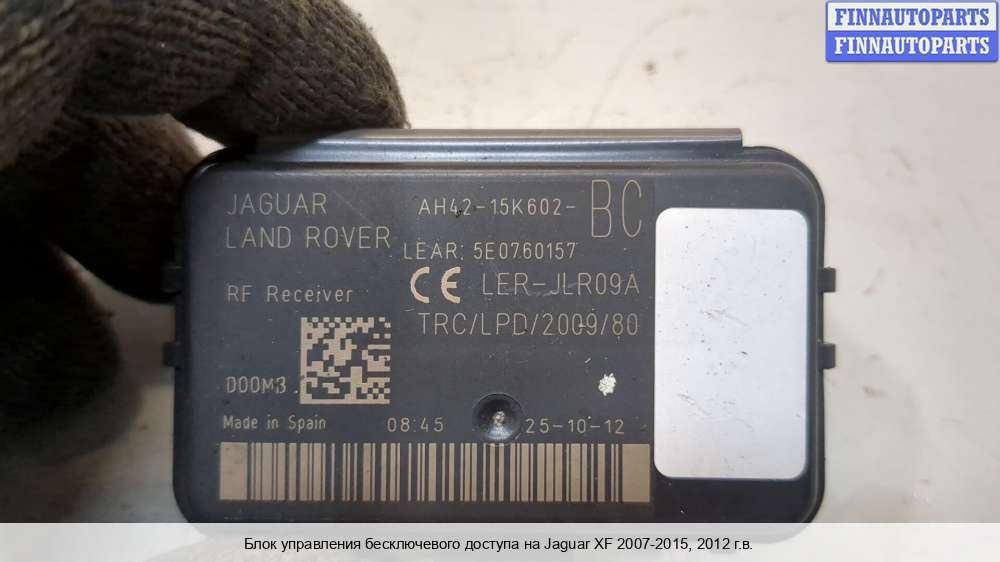 FINNAUTOPARTS
FINNAUTOPARTS
JAGUAR
LAND ROVER
AH42-15K602-BC
LEAR: 5E0760157
CE LER-JLR09A
RF Receiver
TRC/LPD/2009/80
D00M3
Made in Spain
08:45
25-10-12
Блок управления бесключевого доступа на Jaguar XF 2007-2015, 2012 г.в.